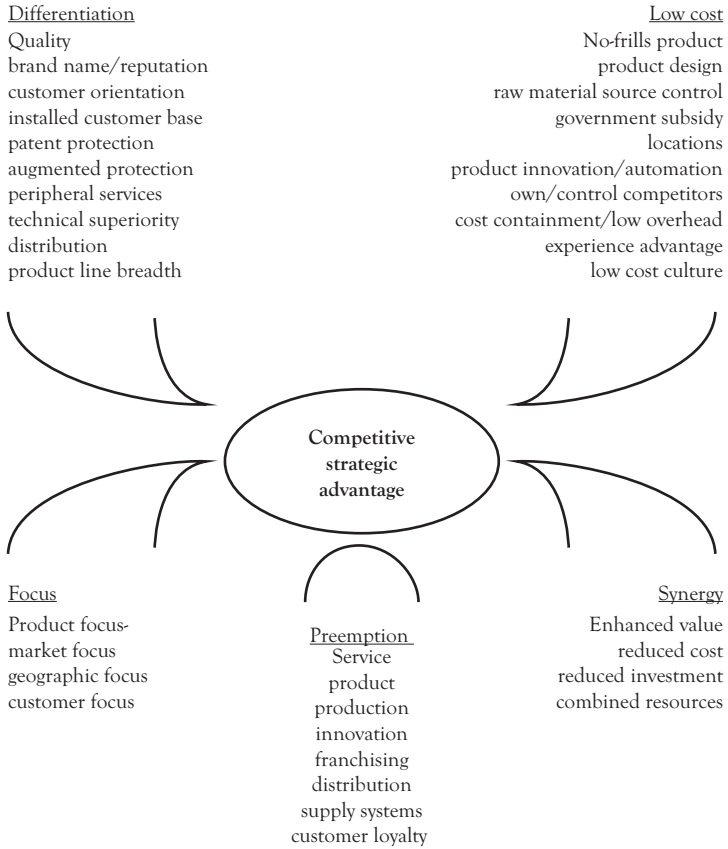 Differentiation
Quality
brand name/reputation
customer orientation
installed customer base
patent protection
augmented protection
peripheral services
technical superiority
distribution
product line breadth
Low cost
No-frills product
product design
raw material source control
government subsidy
locations
product innovation/automation
own/control competitors
cost containment/low overhead
experience advantage
low cost culture
Competitive
strategic
advantage
Focus
Product focus-
market focus
geographic focus
customer focus
Preemption
Service
product
production
innovation
franchising
distribution
supply systems
customer loyalty
Synergy
Enhanced value
reduced cost
reduced investment
combined resources